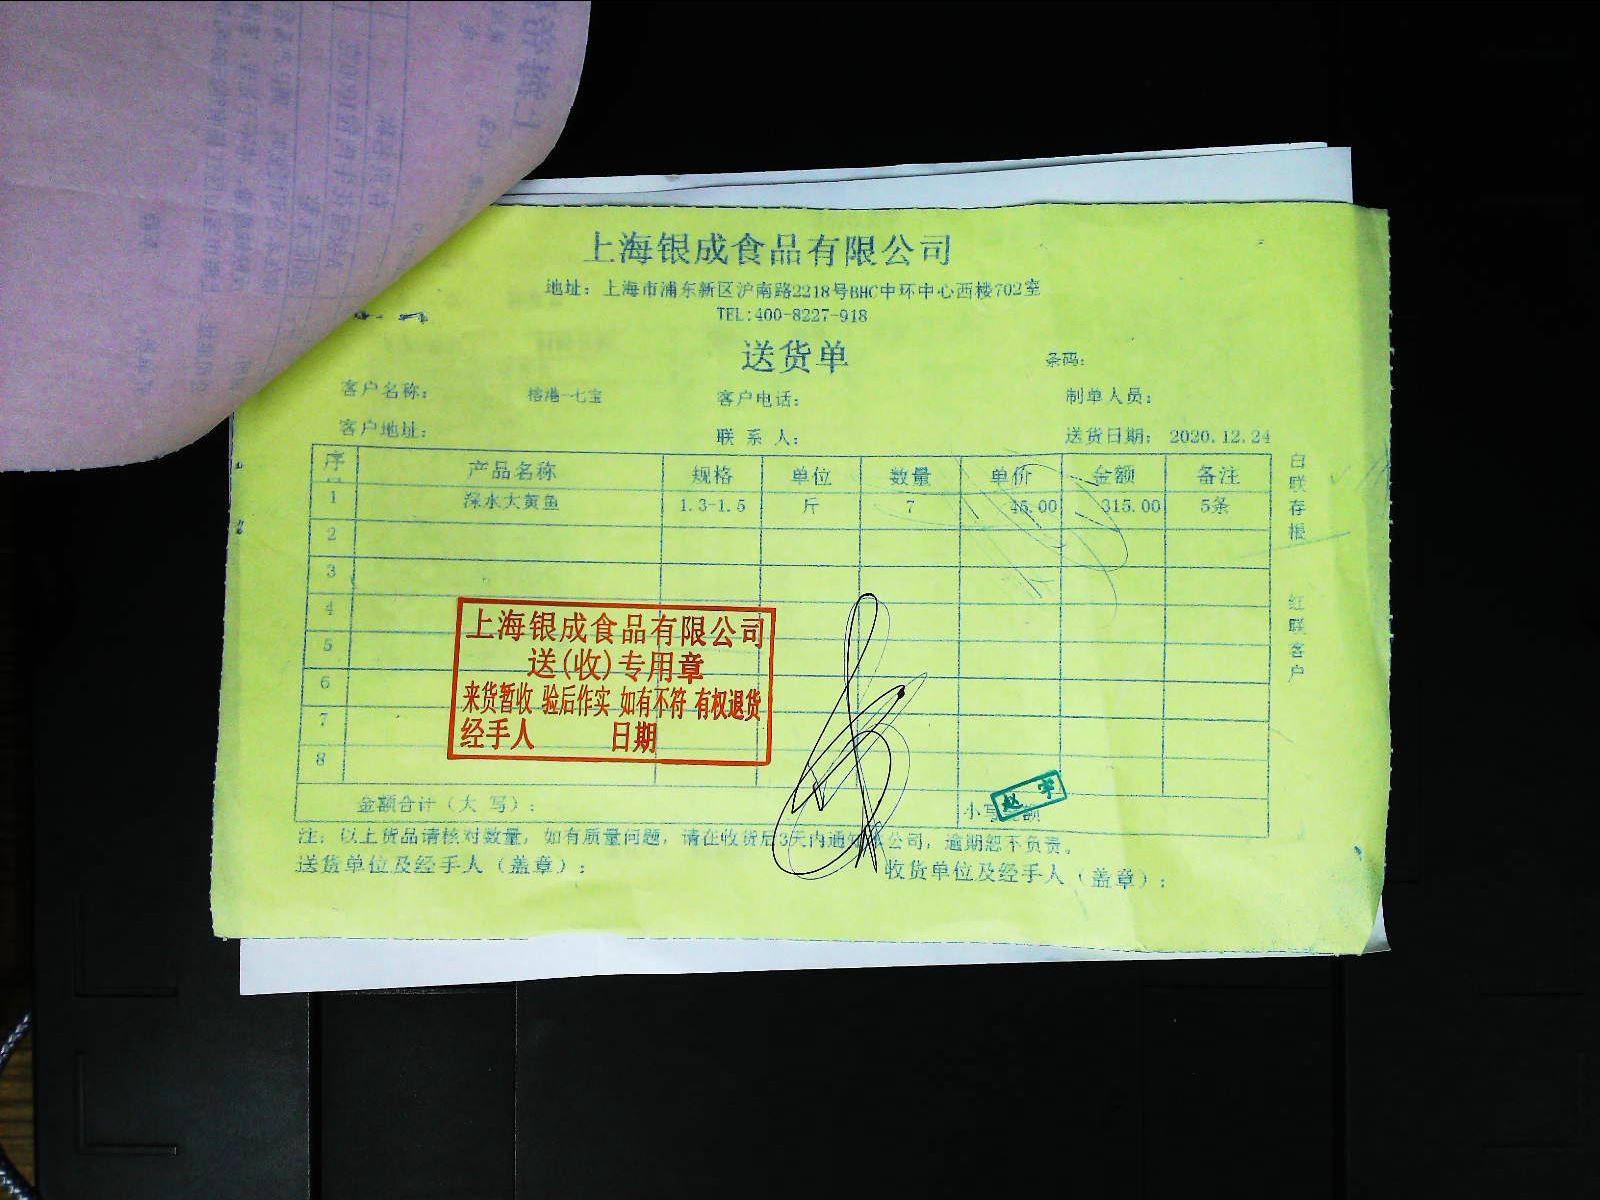 上海银成食品有限公司
地址：上海市浦东新区沪南路2218号BHC中环中心西楼702室
TEL:400-8227-918
送货单 条码：
客户名称： 榕港-七宝 客户电话： 制单人员：
客户地址： 联系人： 送货日期： 2020.12.24
序 产品名称 规格 单位 数量 单价 金额 备注
1 深水大黄鱼 1.3-1.5 斤 7 45.00 315.00 5条
2
3
4
5
6
7
8
上海银成食品有限公司
送(收)专用章
来货暂收 验后作实 如有不符 有权退货
经手人 日期
金额合计（大 写）： 小写 额
赵宇
注：以上货品请核对数量，如有质量问题，请在收货后3天内通知 公司，逾期恕不负责。
送货单位及经手人（盖章）： 收货单位及经手人（盖章）：
白联存根 红联客户